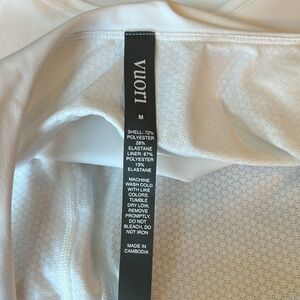 vuori
M
SHELL: 72%
POLYESTER
28%
ELASTANE
LINER: 87%
POLYESTER
13%
ELASTANE
MACHINE
WASH COLD
WITH LIKE
COLORS,
TUMBLE
DRY LOW,
REMOVE
PROMPTLY,
DO NOT
BLEACH, DO
NOT IRON
MADE IN
CAMBODIA